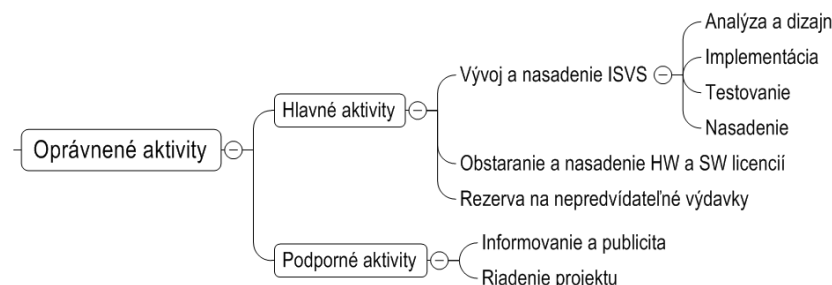 Oprávnené aktivity
Hlavné aktivity
Vývoj a nasadenie ISVS
Analýza a dizajn
Implementácia
Testovanie
Nasadenie
Obstaranie a nasadenie HW a SW licencií
Rezerva na nepredvídateľné výdavky
Podporné aktivity
Informovanie a publicita
Riadenie projektu